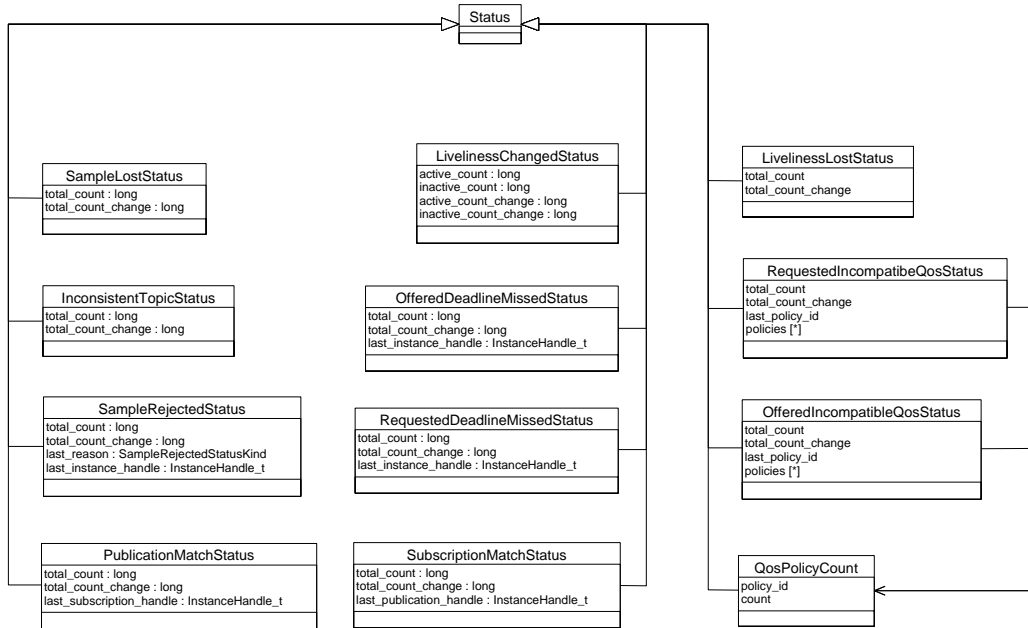 Status
SampleLostStatus
total_count : long
total_count_change : long
LivelinessChangedStatus
active_count : long
inactive_count : long
active_count_change : long
inactive_count_change : long
LivelinessLostStatus
total_count
total_count_change
InconsistentTopicStatus
total_count : long
total_count_change : long
OfferedDeadlineMissedStatus
total_count : long
total_count_change : long
last_instance_handle : InstanceHandle_t
RequestedIncompatibeQosStatus
total_count
total_count_change
last_policy_id
policies [*]
SampleRejectedStatus
total_count : long
total_count_change : long
last_reason : SampleRejectedStatusKind
last_instance_handle : InstanceHandle_t
RequestedDeadlineMissedStatus
total_count : long
total_count_change : long
last_instance_handle : InstanceHandle_t
OfferedIncompatibleQosStatus
total_count
total_count_change
last_policy_id
policies [*]
PublicationMatchStatus
total_count : long
total_count_change : long
last_subscription_handle : InstanceHandle_t
SubscriptionMatchStatus
total_count : long
total_count_change : long
last_publication_handle : InstanceHandle_t
QosPolicyCount
policy_id
count